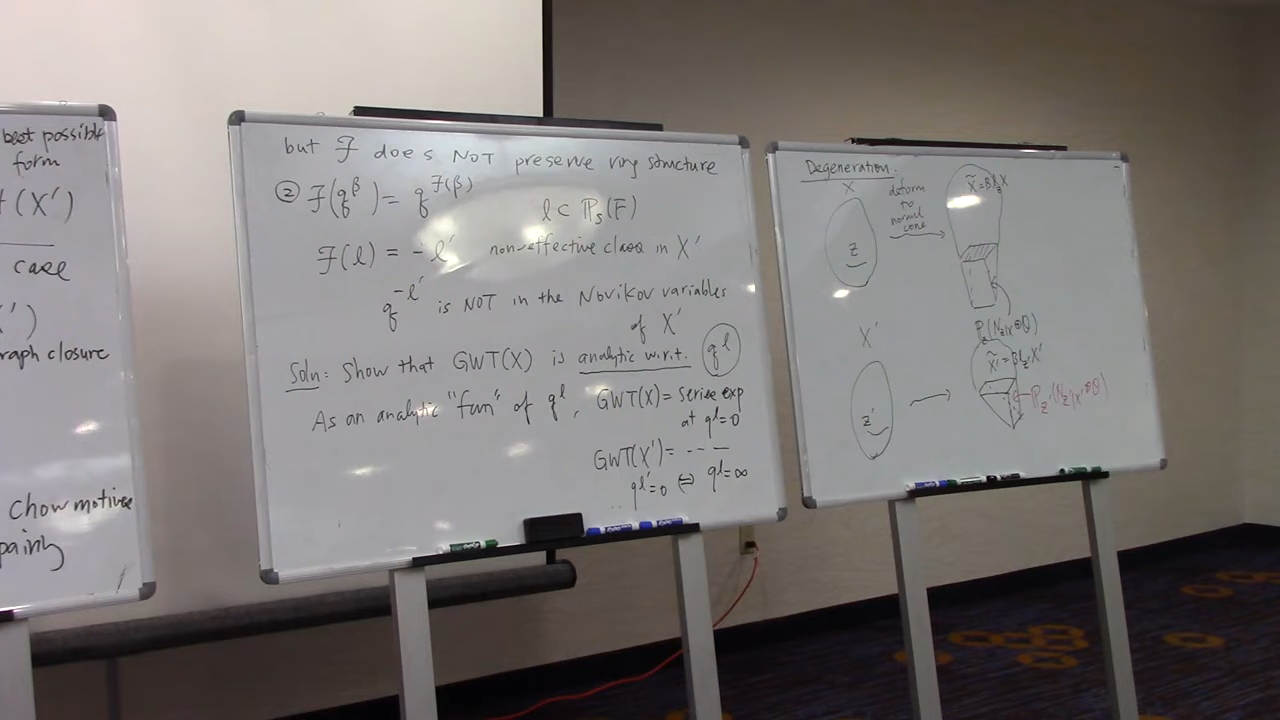 best possible
form
(X')
case
')
raph closure
chow motives
pairing
but F does NOT preserve ring structure
② F(q^β) = q^F(β)
l ⊂ P_S(F)
F(l) = -l' non-effective class in X'
q^-l' is NOT in the Novikov variables
of X'
Soln: Show that GWT(X) is analytic w.r.t. q^l
As an analytic "fun" of q^l, GWT(X) = series exp
at q^l=0
GWT(X') = -- --
q^l'=0 ⇔ q^l=∞
Degeneration.
X
Z
deform
to
normal
cone
X̃=Bl_Z X
P_Z(N_Z/X⊕O)
X'
Z'
X̃'=Bl_Z'X'
P_Z'(N_Z'/X'⊕O)